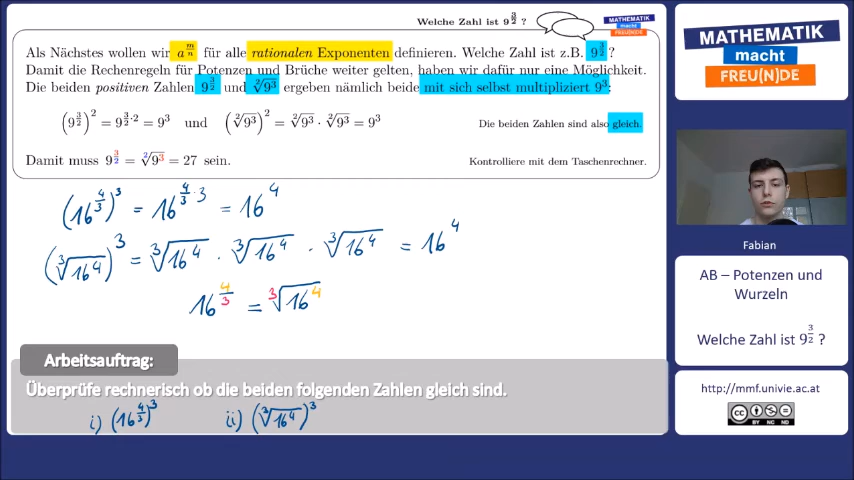 Welche Zahl ist 9^(3/2) ?
MATHEMATIK
macht
FREU(N)DE
Als Nächstes wollen wir a^(m/n) für alle rationalen Exponenten definieren. Welche Zahl ist z.B. 9^(3/2)?
Damit die Rechenregeln für Potenzen und Brüche weiter gelten, haben wir dafür nur eine Möglichkeit.
Die beiden positiven Zahlen 9^(3/2) und ²√9³ ergeben nämlich beide mit sich selbst multipliziert 9³:
(9^(3/2))² = 9^(3/2·2) = 9³ und (²√9³)² = ²√9³ · ²√9³ = 9³ Die beiden Zahlen sind also gleich.
Damit muss 9^(3/2) = ²√9³ = 27 sein. Kontrolliere mit dem Taschenrechner.
(16^(4/3))³ = 16^(4/3·3) = 16⁴
(³√16⁴)³ = ³√16⁴ · ³√16⁴ · ³√16⁴ = 16⁴
16^(4/3) = ³√16⁴
Arbeitsauftrag:
Überprüfe rechnerisch ob die beiden folgenden Zahlen gleich sind.
i) (16^(4/3))³ ii) (³√16⁴)³
MATHEMATIK
macht
FREU(N)DE
Fabian
AB – Potenzen und
Wurzeln
Welche Zahl ist 9^(3/2) ?
http://mmf.univie.ac.at
cc
BY NC ND